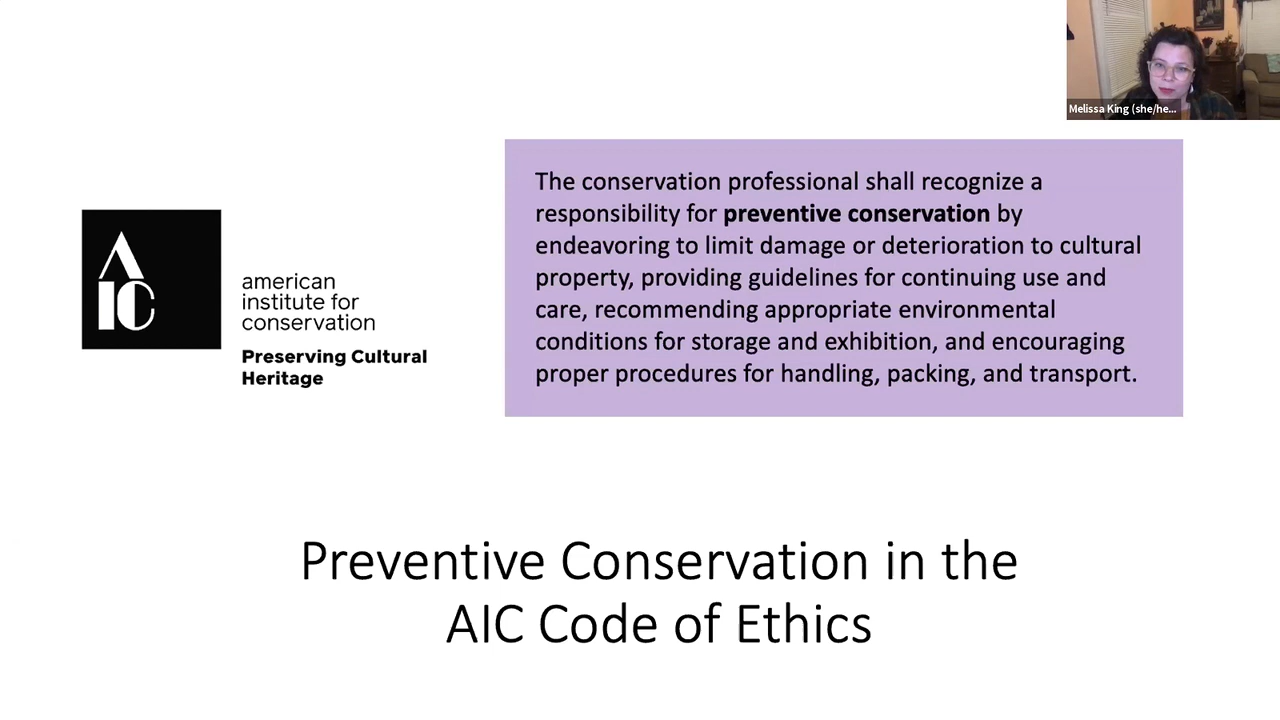 Melissa King (she/he...
The conservation professional shall recognize a
responsibility for preventive conservation by
endeavoring to limit damage or deterioration to cultural
property, providing guidelines for continuing use and
care, recommending appropriate environmental
conditions for storage and exhibition, and encouraging
proper procedures for handling, packing, and transport.
A
IC
american
institute for
conservation
Preserving Cultural
Heritage
Preventive Conservation in the
AIC Code of Ethics